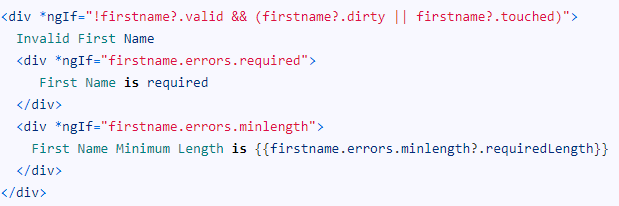 <div *ngIf="!firstname?.valid && (firstname?.dirty || firstname?.touched)">
Invalid First Name
<div *ngIf="firstname.errors.required">
First Name is required
</div>
<div *ngIf="firstname.errors.minlength">
First Name Minimum Length is {{firstname.errors.minlength?.requiredLength}}
</div>
</div>